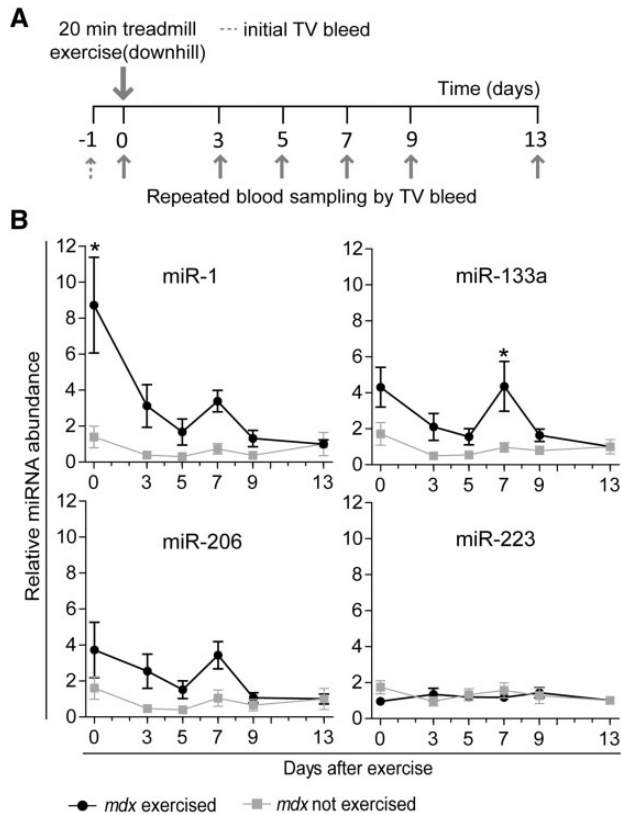 A
20 min treadmill
exercise(downhill)
initial TV bleed
Time (days)
-1 0 3 5 7 9 13
Repeated blood sampling by TV bleed
B
Relative miRNA abundance
miR-1
*
12
10
8
6
4
2
0
0 3 5 7 9 13
miR-133a
*
12
10
8
6
4
2
0
0 3 5 7 9 13
miR-206
12
10
8
6
4
2
0
0 3 5 7 9 13
miR-223
12
10
8
6
4
2
0
0 3 5 7 9 13
Days after exercise
mdx exercised mdx not exercised